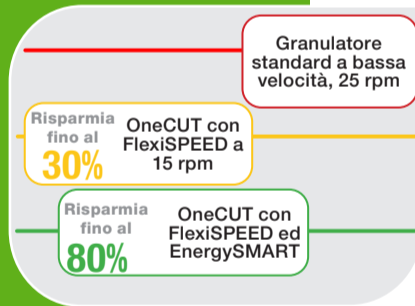 Granulatore
standard a bassa
velocità, 25 rpm
Risparmia
fino al
30%
OneCUT con
FlexiSPEED a
15 rpm
Risparmia
fino al
80%
OneCUT con
FlexiSPEED ed
EnergySMART